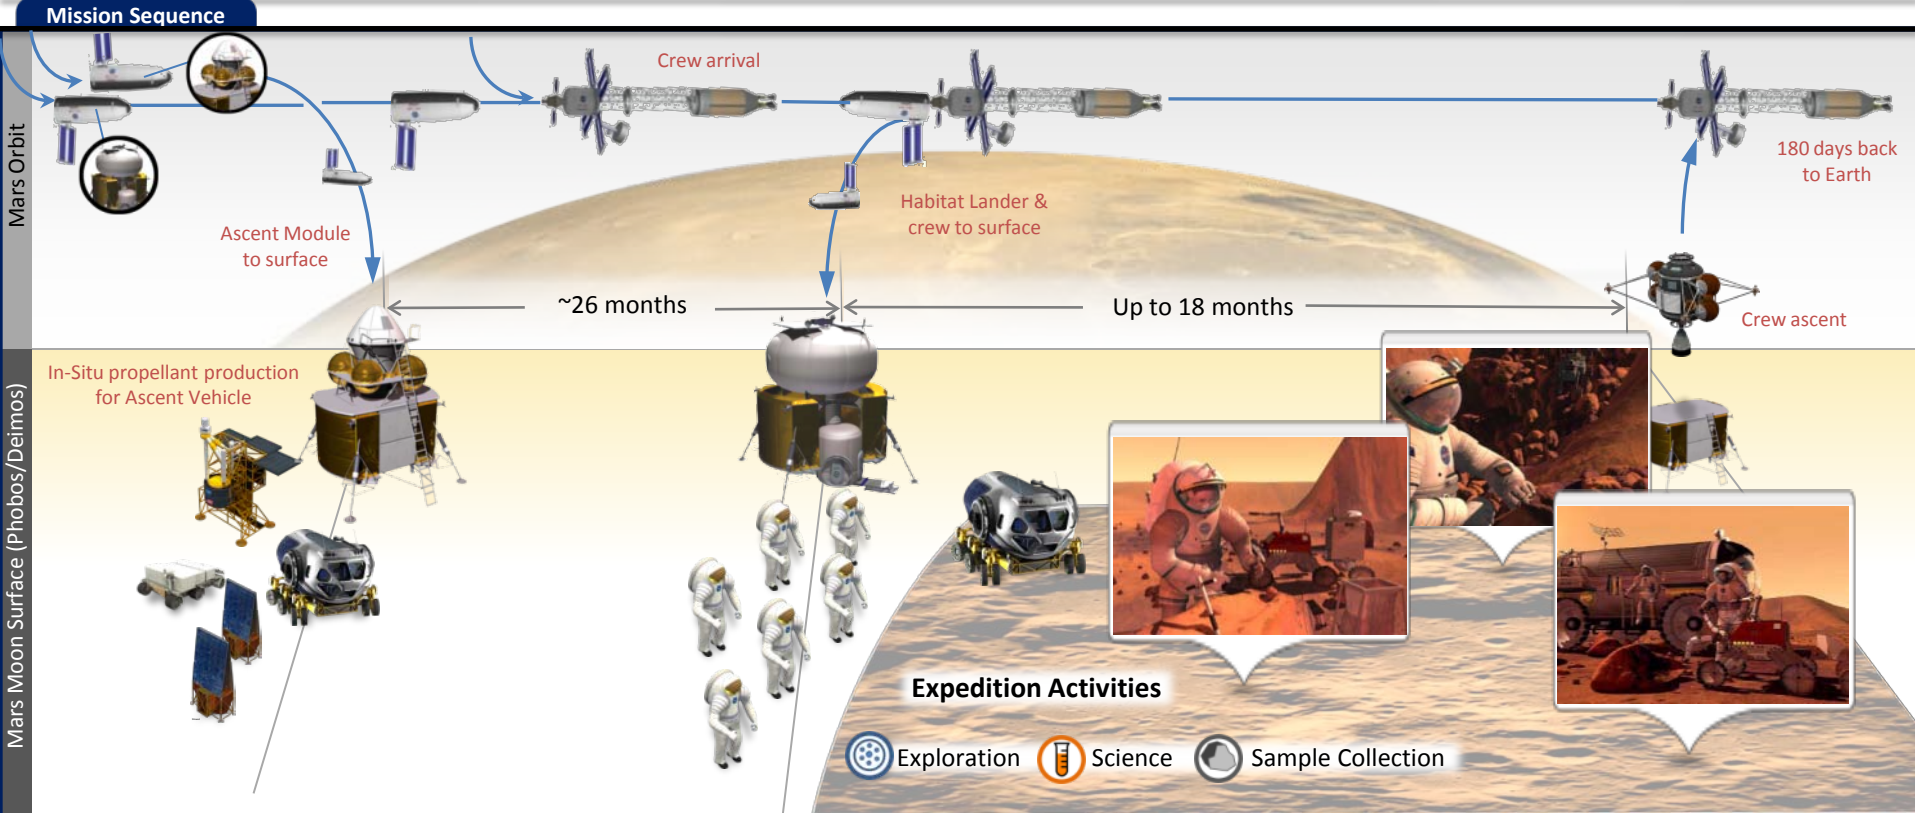 Mission Sequence
Mars Orbit
Crew arrival
180 days back
to Earth
Habitat Lander &
crew to surface
Ascent Module
to surface
~26 months
Up to 18 months
Crew ascent
Mars Moon Surface (Phobos/Deimos)
In-Situ propellant production
for Ascent Vehicle
Expedition Activities
Exploration
Science
Sample Collection